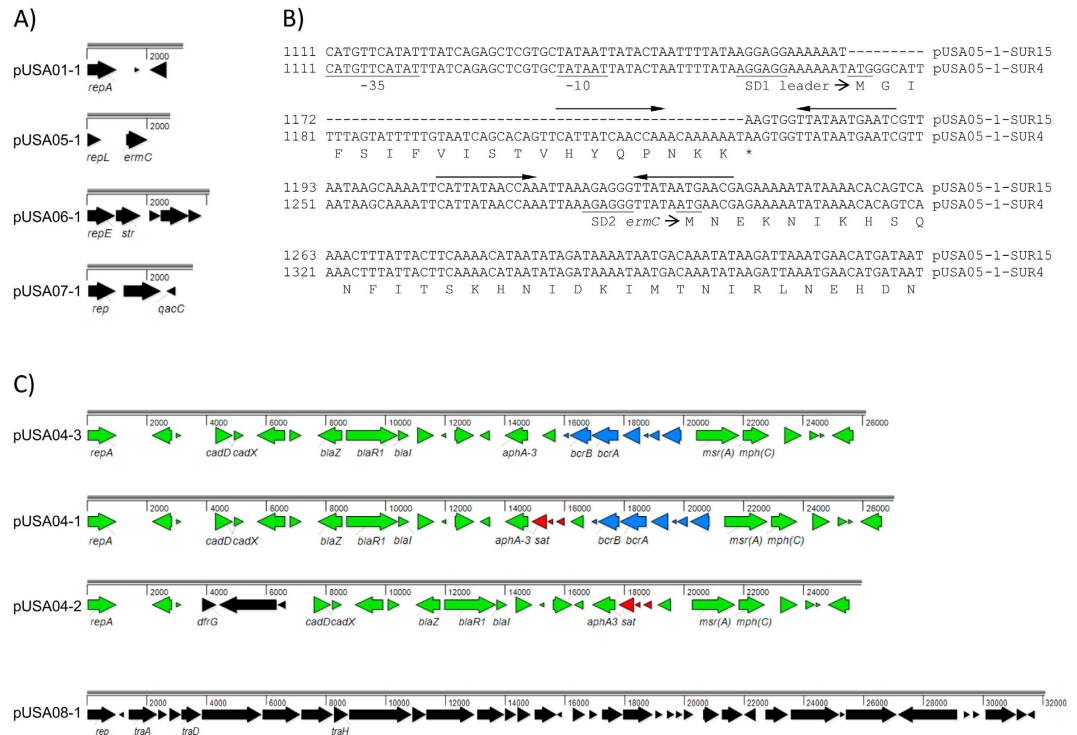 A)
pUSA01-1
2000
repA
pUSA05-1
2000
repL ermC
pUSA06-1
2000
repE str
pUSA07-1
2000
rep qacC
B)
1111 CATGTTCATATTTATCAGAGCTCGTGCTATAATTATACTAATTTTATAAGGAGGAAAAAAT--------- pUSA05-1-SUR15
1111 CATGTTCATATTTATCAGAGCTCGTGCTATAATTATACTAATTTTATAAGGAGGAAAAAATATGGGCATT pUSA05-1-SUR4
-35 -10 SD1 leader → M G I
1172 -------------------------------------------------AAGTGGTTATAATGAATCGTT pUSA05-1-SUR15
1181 TTTAGTATTTTTGTAATCAGCACAGTTCATTATCAACCAAACAAAAAATAAGTGGTTATAATGAATCGTT pUSA05-1-SUR4
F S I F V I S T V H Y Q P N K K *
1193 AATAAGCAAAATTCATTATAACCAAATTAAAGAGGGTTATAATGAACGAGAAAAATATAAAACACAGTCA pUSA05-1-SUR15
1251 AATAAGCAAAATTCATTATAACCAAATTAAAGAGGGTTATAATGAACGAGAAAAATATAAAACACAGTCA pUSA05-1-SUR4
SD2 ermC → M N E K N I K H S Q
1263 AAACTTTATTACTTCAAAACATAATATAGATAAAATAATGACAAATATAAGATTAAATGAACATGATAAT pUSA05-1-SUR15
1321 AAACTTTATTACTTCAAAACATAATATAGATAAAATAATGACAAATATAAGATTAAATGAACATGATAAT pUSA05-1-SUR4
N F I T S K H N I D K I M T N I R L N E H D N
C)
2000 4000 6000 8000 10000 12000 14000 16000 18000 20000 22000 24000 26000
pUSA04-3
repA cadD cadX blaZ blaR1 blaI aphA-3 bcrB bcrA msr(A) mph(C)
2000 4000 6000 8000 10000 12000 14000 16000 18000 20000 22000 24000 26000
pUSA04-1
repA cadD cadX blaZ blaR1 blaI aphA-3 sat bcrB bcrA msr(A) mph(C)
2000 4000 6000 8000 10000 12000 14000 16000 18000 20000 22000 24000
pUSA04-2
repA dfrG cadD cadX blaZ blaR1 blaI aphA3 sat msr(A) mph(C)
2000 4000 6000 8000 10000 12000 14000 16000 18000 20000 22000 24000 26000 28000 30000 32000
pUSA08-1
rep traA traD traH